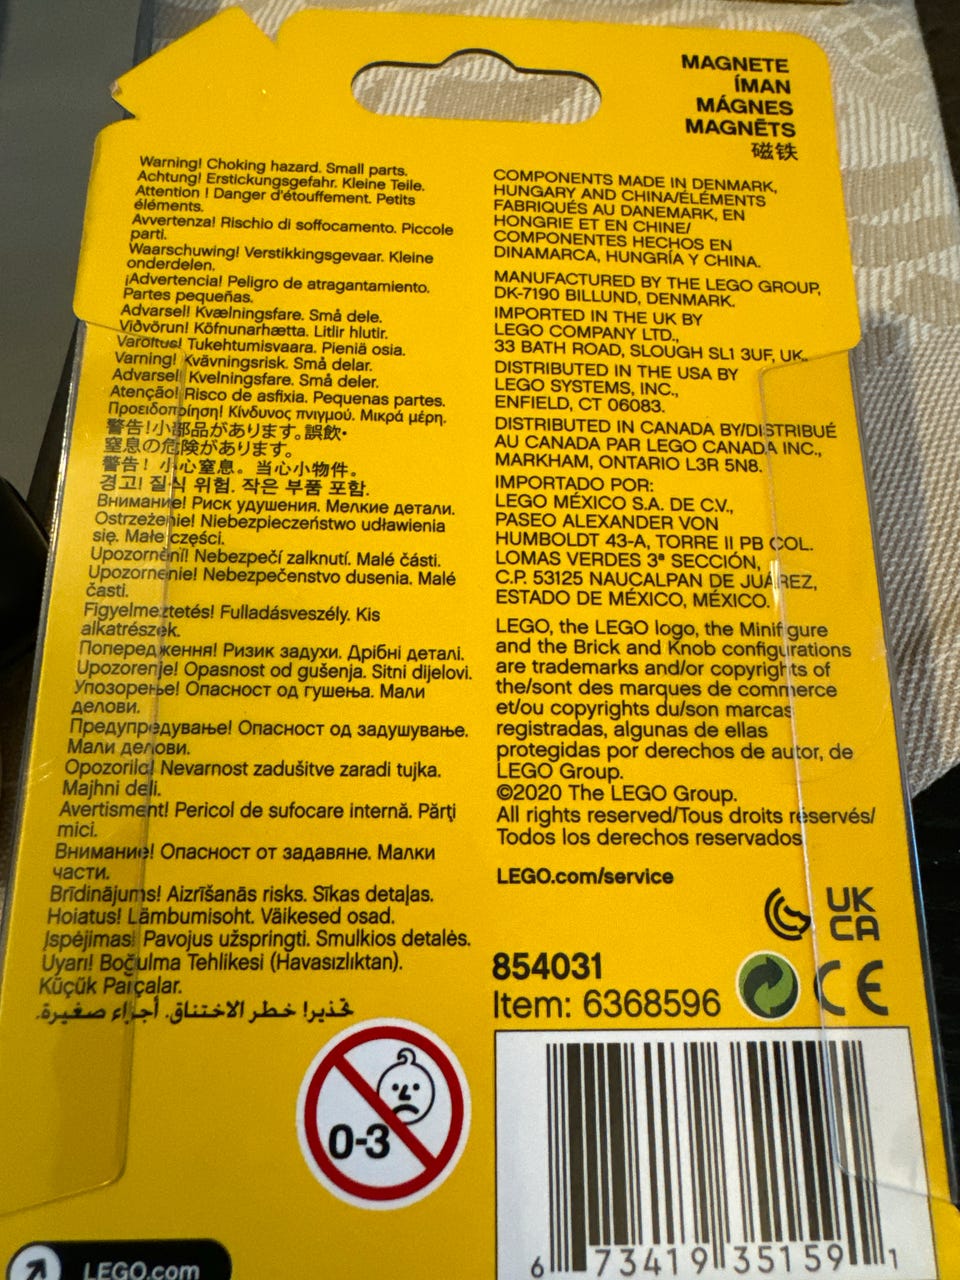 MAGNETE
ÍMAN
MÁGNES
MAGNĒTS
磁铁
Warning! Choking hazard. Small parts.
Achtung! Erstickungsgefahr. Kleine Teile.
Attention ! Danger d'étouffement. Petits
éléments.
Avvertenza! Rischio di soffocamento. Piccole
parti.
Waarschuwing! Verstikkingsgevaar. Kleine
onderdelen.
¡Advertencia! Peligro de atragantamiento.
Partes pequeñas.
Advarsel! Kvælningsfare. Små dele.
Viðvörun! Köfnunarhætta. Litlir hlutir.
Varoitus! Tukehtumisvaara. Pieniä osia.
Varning! Kvävningsrisk. Små delar.
Advarsel! Kvelningsfare. Små deler.
Atenção! Risco de asfixia. Pequenas partes.
Προειδοποίηση! Κίνδυνος πνιγμού. Μικρά μέρη.
警告!小部品があります。誤飲・
窒息の危険があります。
警告！小心窒息。当心小物件。
경고! 질식 위험. 작은 부품 포함.
Внимание! Риск удушения. Мелкие детали.
Ostrzeżenie! Niebezpieczeństwo udławienia
się. Małe części.
Upozornění! Nebezpečí zalknutí. Malé části.
Upozornenie! Nebezpečenstvo dusenia. Malé
časti.
Figyelmeztetés! Fulladásveszély. Kis
alkatrészek.
Попередження! Ризик задухи. Дрібні деталі.
Upozorenje! Opasnost od gušenja. Sitni dijelovi.
Упозорење! Опасност од гушења. Мали
делови.
Предупредување! Опасност од задушување.
Мали делови.
Opozorilo! Nevarnost zadušitve zaradi tujka.
Majhni deli.
Avertisment! Pericol de sufocare internă. Părţi
mici.
Внимание! Опасност от задавяне. Малки
части.
Brīdinājums! Aizrīšanās risks. Sīkas detaļas.
Hoiatus! Lämbumisoht. Väikesed osad.
Įspėjimas! Pavojus užspringti. Smulkios detalės.
Uyarı! Boğulma Tehlikesi (Havasızlıktan).
Küçük Parçalar.
تحذير! خطر الاختناق. أجزاء صغيرة.
0-3
LEGO.com
COMPONENTS MADE IN DENMARK,
HUNGARY AND CHINA/ÉLÉMENTS
FABRIQUÉS AU DANEMARK, EN
HONGRIE ET EN CHINE/
COMPONENTES HECHOS EN
DINAMARCA, HUNGRÍA Y CHINA.
MANUFACTURED BY THE LEGO GROUP,
DK-7190 BILLUND, DENMARK.
IMPORTED IN THE UK BY
LEGO COMPANY LTD.,
33 BATH ROAD, SLOUGH SL1 3UF, UK.
DISTRIBUTED IN THE USA BY
LEGO SYSTEMS, INC.,
ENFIELD, CT 06083.
DISTRIBUTED IN CANADA BY/DISTRIBUÉ
AU CANADA PAR LEGO CANADA INC.,
MARKHAM, ONTARIO L3R 5N8.
IMPORTADO POR:
LEGO MÉXICO S.A. DE C.V.,
PASEO ALEXANDER VON
HUMBOLDT 43-A, TORRE II PB COL.
LOMAS VERDES 3ª SECCIÓN,
C.P. 53125 NAUCALPAN DE JUÁREZ,
ESTADO DE MÉXICO, MÉXICO.
LEGO, the LEGO logo, the Minifigure
and the Brick and Knob configurations
are trademarks and/or copyrights of
the/sont des marques de commerce
et/ou copyrights du/son marcas
registradas, algunas de ellas
protegidas por derechos de autor, de
LEGO Group.
©2020 The LEGO Group.
All rights reserved/Tous droits réservés/
Todos los derechos reservados
LEGO.com/service
UK
CA
854031
Item: 6368596
CE
6 73419 35159 1